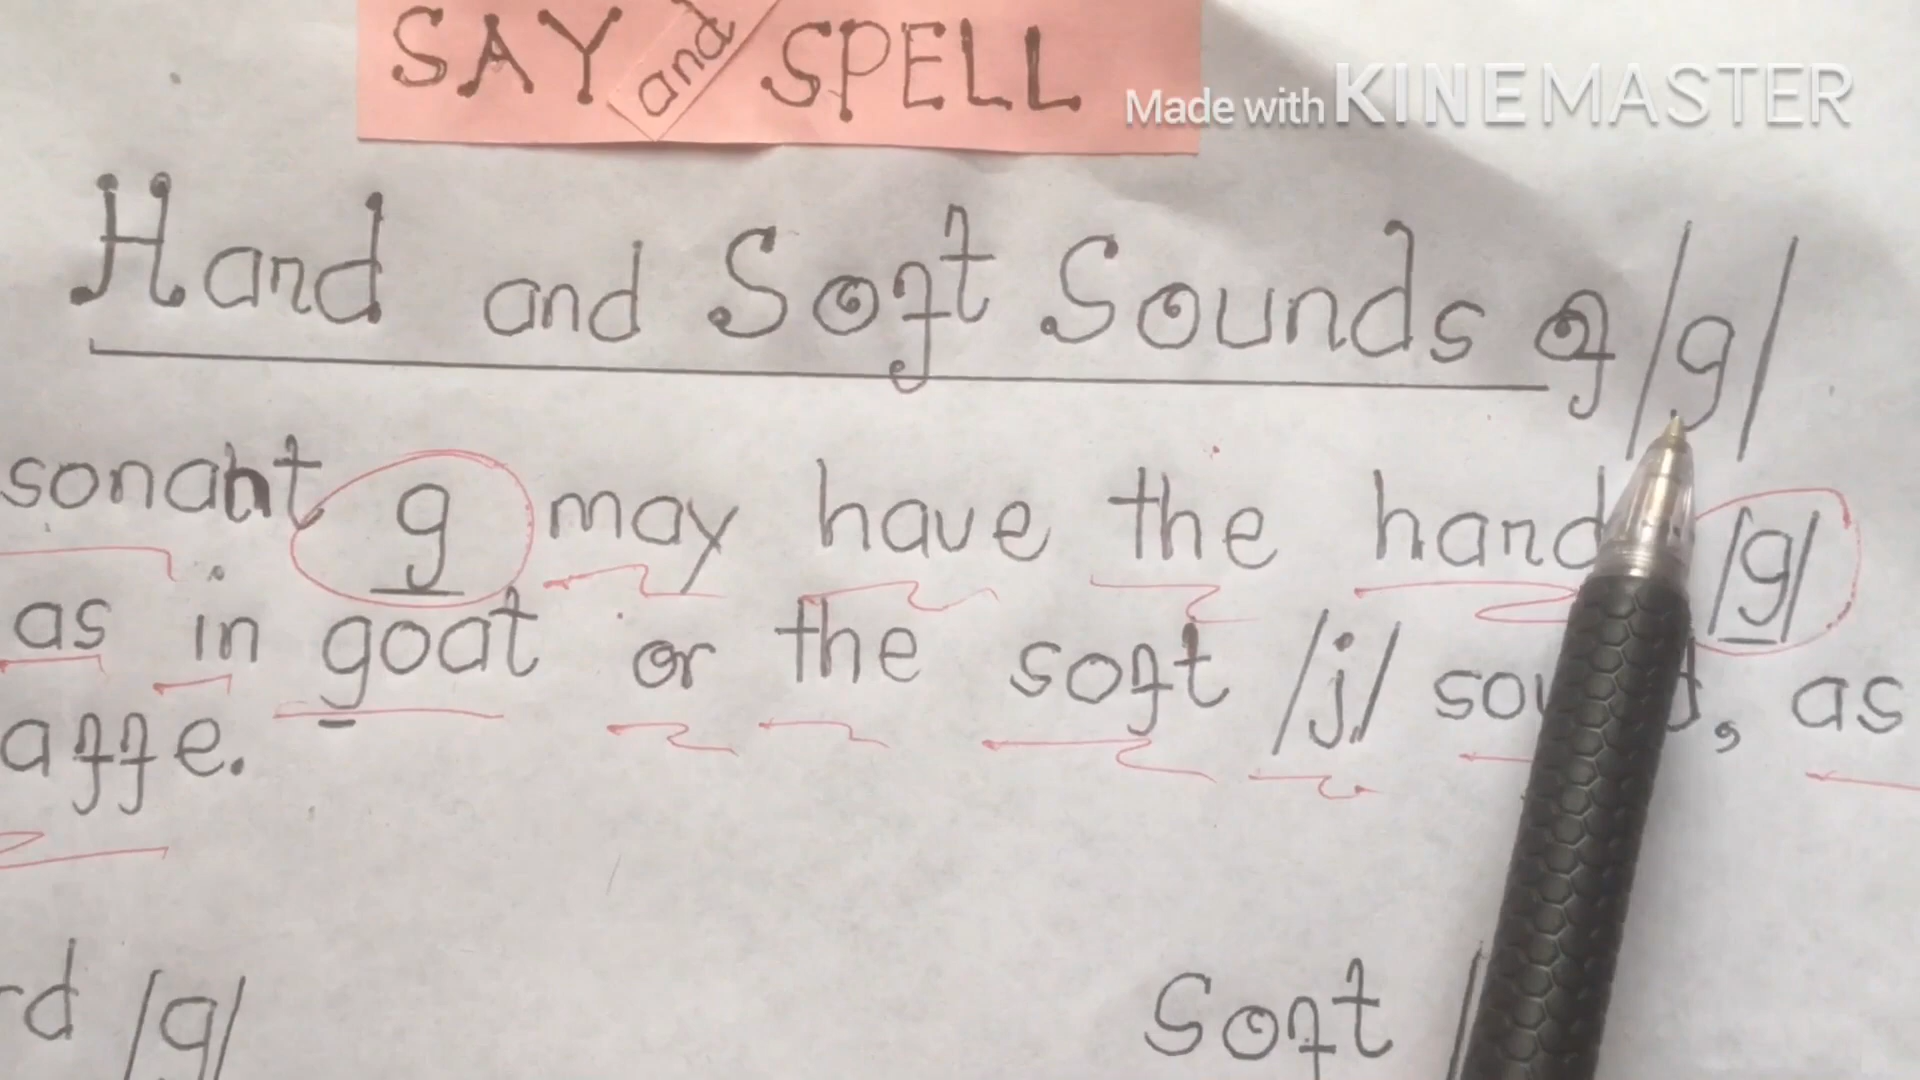 SAY and SPELL
Made with KINEMASTER
Hard and Soft Sounds of /g/
sonant g may have the hard /g/
as in goat or the soft /j/ sou , as
affe.
rd /g/
Soft /